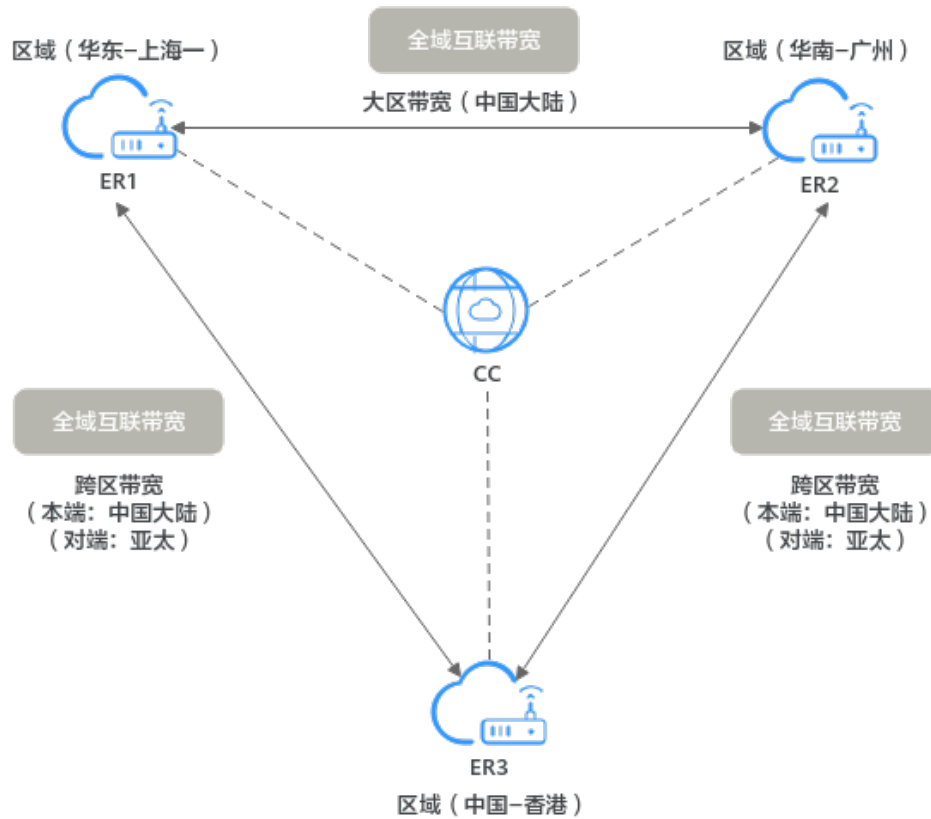 全域互联带宽
区域（华东–上海一）
区域（华南–广州）
大区带宽（中国大陆）
ER1
ER2
CC
全域互联带宽
全域互联带宽
跨区带宽
（本端：中国大陆）
（对端：亚太）
跨区带宽
（本端：中国大陆）
（对端：亚太）
ER3
区域（中国–香港）